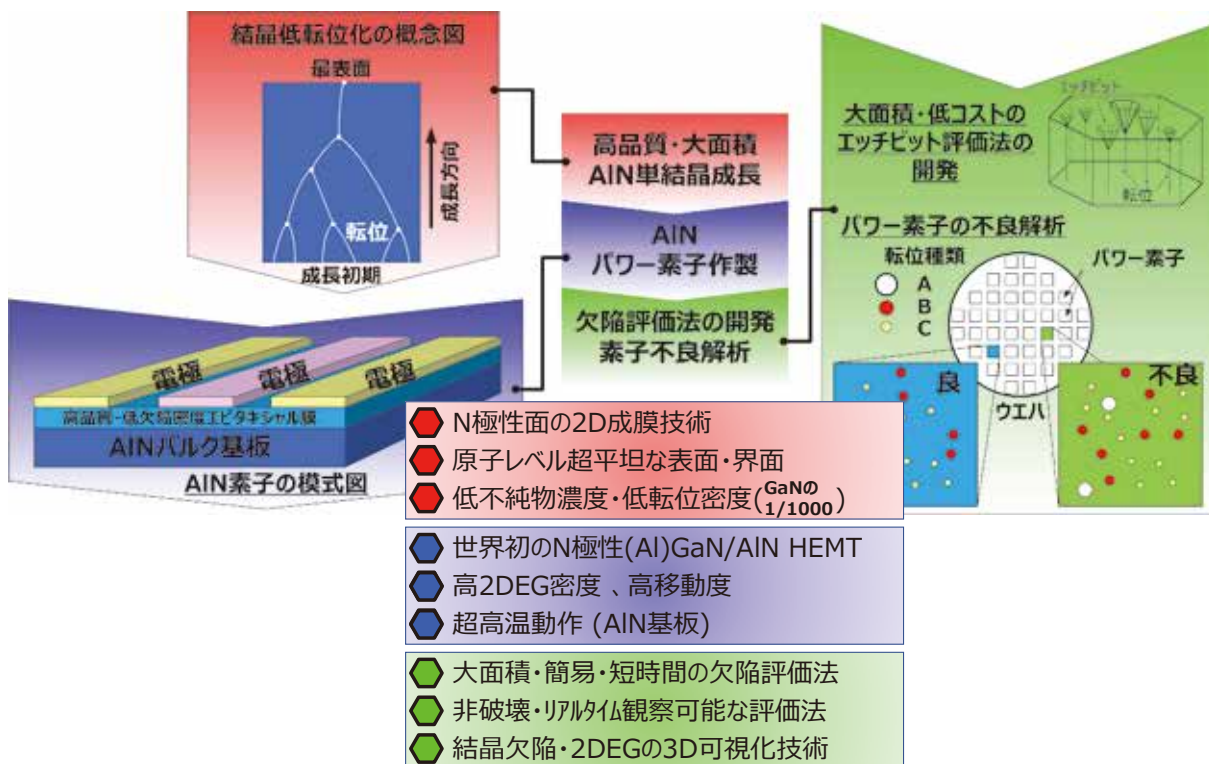 結晶低転位化の概念図
最表面
成長方向
転位
成長初期
高品質・大面積
AlN単結晶成長
AlN
パワー素子作製
欠陥評価法の開発
素子不良解析
大面積・低コストの
エッチピット評価法の
開発
エッチピット
転位
パワー素子の不良解析
転位種類
A
B
C
パワー素子
良
不良
ウエハ
電極
電極
電極
高品質・低欠陥密度エピタキシャル膜
AlNバルク基板
AlN素子の模式図
N極性面の2D成膜技術
原子レベル超平坦な表面・界面
低不純物濃度・低転位密度(GaNの
1/1000)
世界初のN極性(Al)GaN/AlN HEMT
高2DEG密度 、高移動度
超高温動作 (AlN基板)
大面積・簡易・短時間の欠陥評価法
非破壊・リアルタイム観察可能な評価法
結晶欠陥・2DEGの3D可視化技術